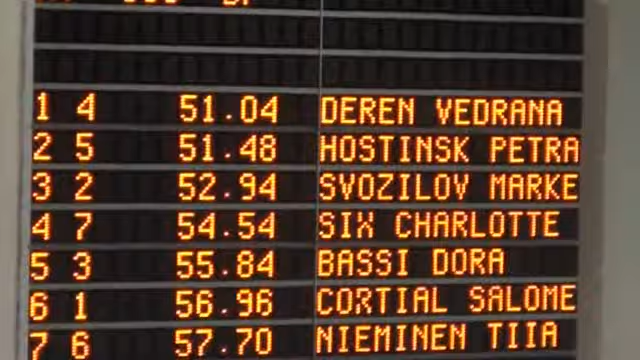 1 4 51.04 DEREN VEDRANA
2 5 51.48 HOSTINSK PETRA
3 2 52.94 SVOZILOV MARKE
4 7 54.54 SIX CHARLOTTE
5 3 55.84 BASSI DORA
6 1 56.96 CORTIAL SALOME
7 6 57.70 NIEMINEN TIIA